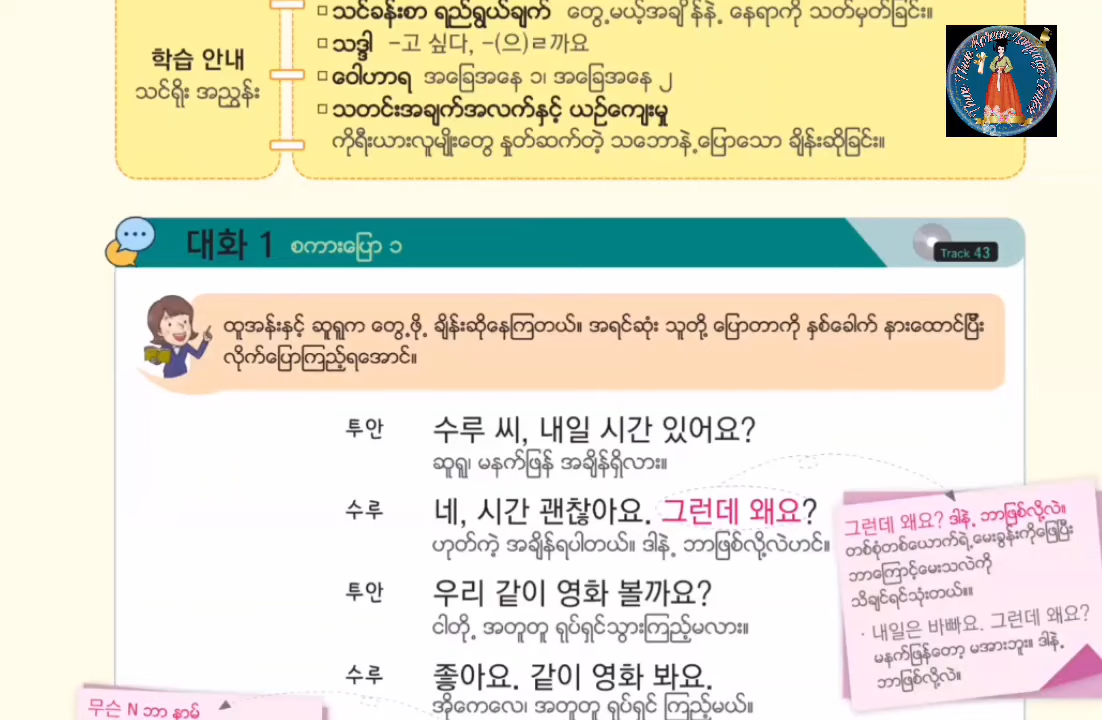 학습 안내
သင်ရိုး အညွှန်း
□ သင်ခန်းစာ ရည်ရွယ်ချက် တွေ့မယ့်အချိန်နဲ့ နေရာကို သတ်မှတ်ခြင်း။
□ သဒ္ဒါ -고 싶다, -(으)ㄹ까요
□ ဝေါဟာရ အခြေအနေ ၁၊ အခြေအနေ ၂
□ သတင်းအချက်အလက်နှင့် ယဉ်ကျေးမှု
ကိုရီးယားလူမျိုးတွေ နှုတ်ဆက်တဲ့ သဘောနဲ့ပြောသော ချိန်းဆိုခြင်း။
Thuu Thuu Korean Language Center
대화 1 စကားပြော ၁
Track 43
ထူအန်းနှင့် ဆူရူက တွေ့ဖို့ ချိန်းဆိုနေကြတယ်။ အရင်ဆုံး သူတို့ ပြောတာကို နှစ်ခေါက် နားထောင်ပြီး
လိုက်ပြောကြည့်ရအောင်။
투안 수루 씨, 내일 시간 있어요?
ဆူရူ၊ မနက်ဖြန် အချိန်ရှိလား။
수루 네, 시간 괜찮아요. 그런데 왜요?
ဟုတ်ကဲ့ အချိန်ရပါတယ်။ ဒါနဲ့ ဘာဖြစ်လို့လဲဟင်။
투안 우리 같이 영화 볼까요?
ငါတို့ အတူတူ ရုပ်ရှင်သွားကြည့်မလား။
수루 좋아요. 같이 영화 봐요.
အိုကေလေ၊ အတူတူ ရုပ်ရှင် ကြည့်မယ်။
그런데 왜요? ဒါနဲ့ ဘာဖြစ်လို့လဲ။
တစ်စုံတစ်ယောက်ရဲ့မေးခွန်းကိုဖြေပြီး
ဘာကြောင့်မေးသလဲကို
သိချင်ရင်သုံးတယ်။
· 내일은 바빠요. 그런데 왜요?
မနက်ဖြန်တော့ မအားဘူး။ ဒါနဲ့
ဘာဖြစ်လို့လဲ။
무슨 N ဘာ နာမ်